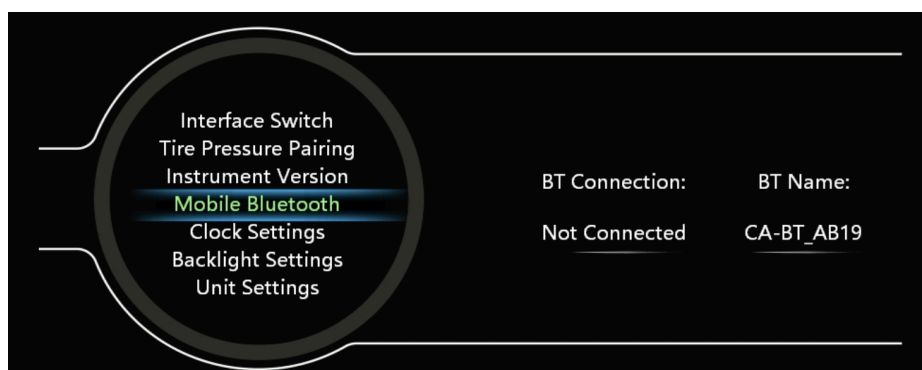 Interface Switch
Tire Pressure Pairing
Instrument Version
Mobile Bluetooth
Clock Settings
Backlight Settings
Unit Settings
BT Connection: BT Name:
Not Connected CA-BT_AB19